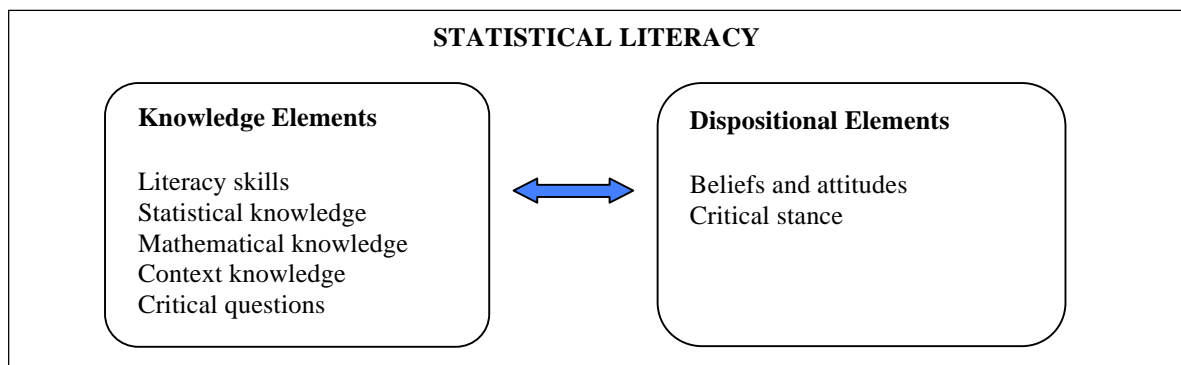 STATISTICAL LITERACY
Knowledge Elements
Literacy skills
Statistical knowledge
Mathematical knowledge
Context knowledge
Critical questions
Dispositional Elements
Beliefs and attitudes
Critical stance